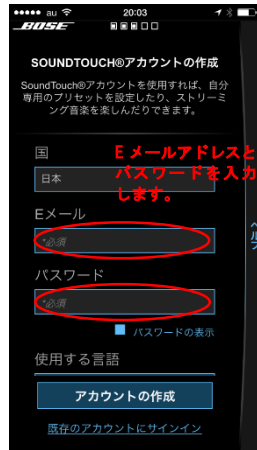 au 20:03
BOSE
SOUNDTOUCH®アカウントの作成
SoundTouch®アカウントを使用すれば、自分
専用のプリセットを設定したり、ストリーミ
ング音楽を楽しんだりできます。
国
Eメールアドレスと
日本
パスワードを入力
します。
Eメール
*必須
ヘルプ
パスワード
*必須
パスワードの表示
使用する言語
アカウントの作成
既存のアカウントにサインイン